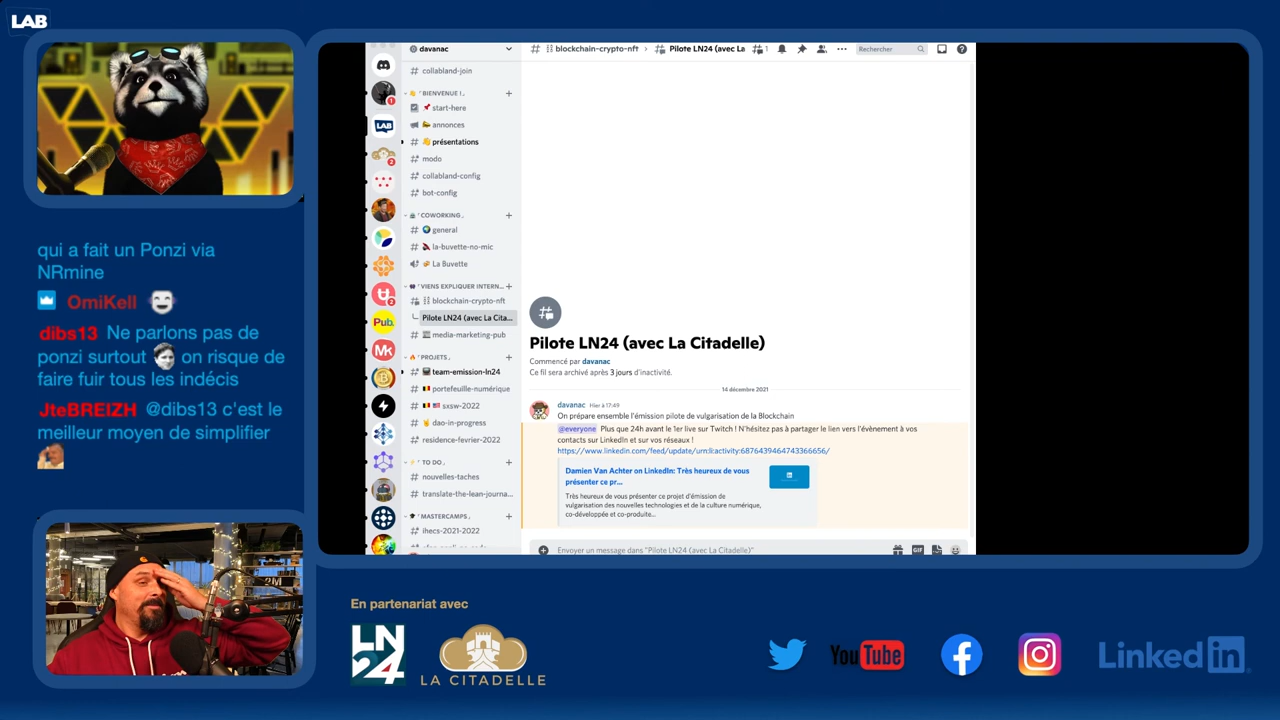 LAB
qui a fait un Ponzi via
NRmine
OmiKell
dibs13 Ne parlons pas de
ponzi surtout on risque de
faire fuir tous les indécis
JteBREIZH @dibs13 c'est le
meilleur moyen de simplifier
davanac
collabland-join
BIENVENUE !
start-here
annonces
présentations
modo
collabland-config
bot-config
COWORKING
general
la-buvette-no-mic
La Buvette
VIENS EXPLIQUER INTERN...
blockchain-crypto-nft
Pilote LN24 (avec La Cita...
media-marketing-pub
PROJETS
team-emission-ln24
portefeuille-numérique
sxsw-2022
dao-in-progress
residence-fevrier-2022
TO DO
nouvelles-taches
translate-the-lean-journa...
MASTERCAMPS
ihecs-2021-2022
LAB
Pub.
Mk
blockchain-crypto-nft › Pilote LN24 (avec La
1
Rechercher
Pilote LN24 (avec La Citadelle)
Commencé par davanac
Ce fil sera archivé après 3 jours d'inactivité.
14 décembre 2021
davanac Hier à 17:49
On prépare ensemble l'émission pilote de vulgarisation de la Blockchain
@everyone Plus que 24h avant le 1er live sur Twitch ! N'hésitez pas à partager le lien vers l'évènement à vos
contacts sur LinkedIn et sur vos réseaux !
https://www.linkedin.com/feed/update/urn:li:activity:6876439464743366656/
Damien Van Achter on LinkedIn: Très heureux de vous
présenter ce pr...
Très heureux de vous présenter ce projet d'émission de
vulgarisation des nouvelles technologies et de la culture numérique,
co-développée et co-produite...
Envoyer un message dans "Pilote LN24 (avec La Citadelle)"
GIF
En partenariat avec
LN
24
LA CITADELLE
YouTube
Linked in